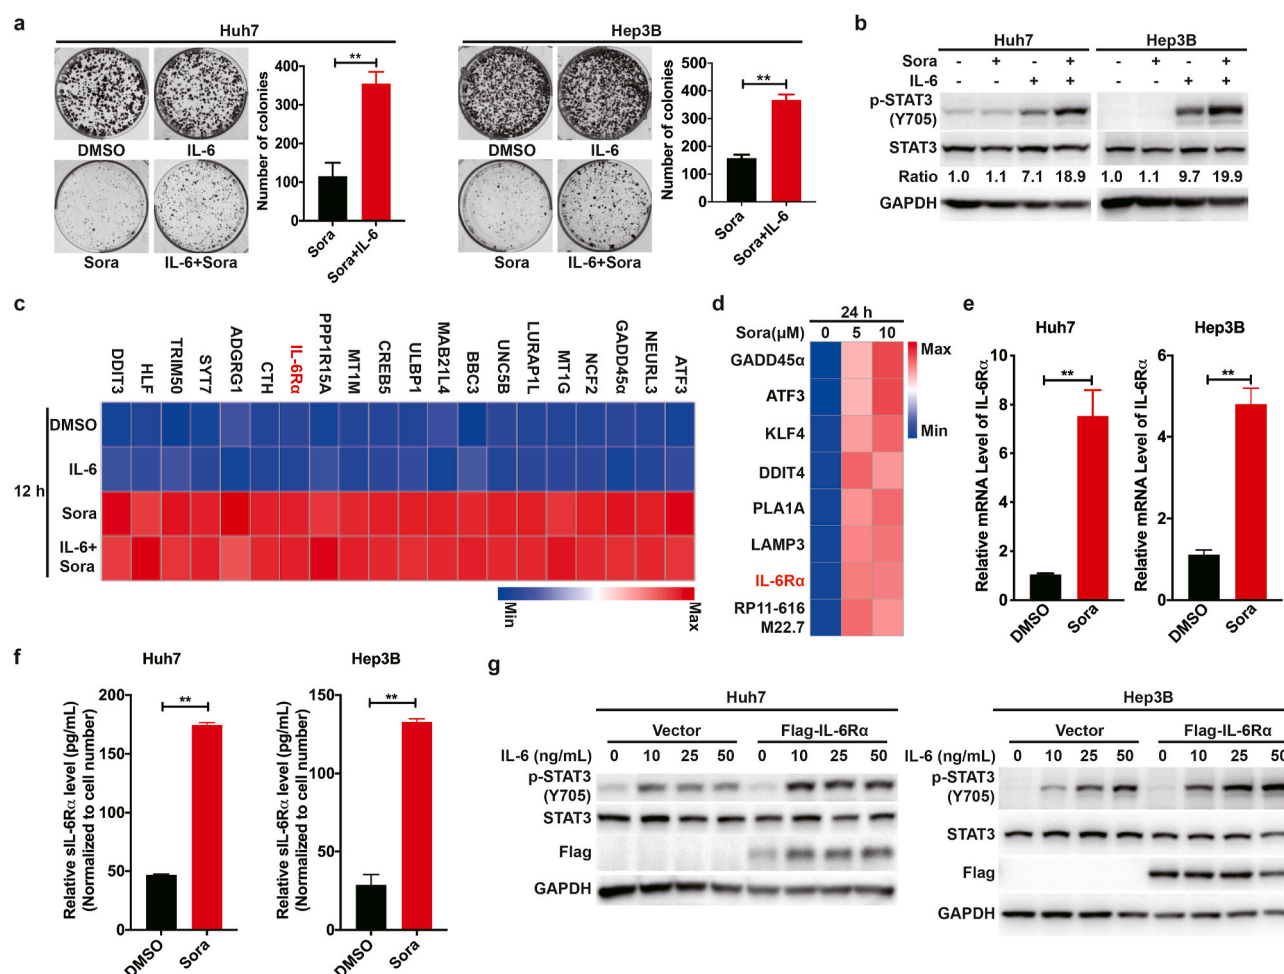 a
Huh7
DMSO
IL-6
Sora
IL-6+Sora
Number of colonies
400
300
200
100
0
**
Sora
Sora+IL-6
Hep3B
DMSO
IL-6
Sora
IL-6+Sora
Number of colonies
500
400
300
200
100
0
**
Sora
Sora+IL-6
b
Huh7
Hep3B
Sora - + - + - + - +
IL-6 - - + + - - + +
p-STAT3
(Y705)
STAT3
Ratio 1.0 1.1 7.1 18.9 1.0 1.1 9.7 19.9
GAPDH
c
DDIT3
HLF
TRIM50
SYT7
ADGRG1
CTH
IL-6Rα
PPP1R15A
MT1M
CREB5
ULBP1
MAB21L4
BBC3
UNC5B
LURAP1L
MT1G
NCF2
GADD45α
NEURL3
ATF3
12 h
DMSO
IL-6
Sora
IL-6+
Sora
Min
Max
d
24 h
Sora(μM) 0 5 10
GADD45α
ATF3
KLF4
DDIT4
PLA1A
LAMP3
IL-6Rα
RP11-616
M22.7
Max
Min
e
Huh7
Relative mRNA Level of IL-6Rα
10
8
6
4
2
0
**
DMSO
Sora
Hep3B
Relative mRNA Level of IL-6Rα
6
4
2
0
**
DMSO
Sora
f
Huh7
Relative sIL-6Rα level (pg/mL)
(Normalized to cell number)
200
150
100
50
0
**
DMSO
Sora
Hep3B
Relative sIL-6Rα level (pg/mL)
(Normalized to cell number)
150
100
50
0
**
DMSO
Sora
g
Huh7
Vector
Flag-IL-6Rα
IL-6 (ng/mL) 0 10 25 50 0 10 25 50
p-STAT3
(Y705)
STAT3
Flag
GAPDH
Hep3B
Vector
Flag-IL-6Rα
IL-6 (ng/mL) 0 10 25 50 0 10 25 50
p-STAT3
(Y705)
STAT3
Flag
GAPDH